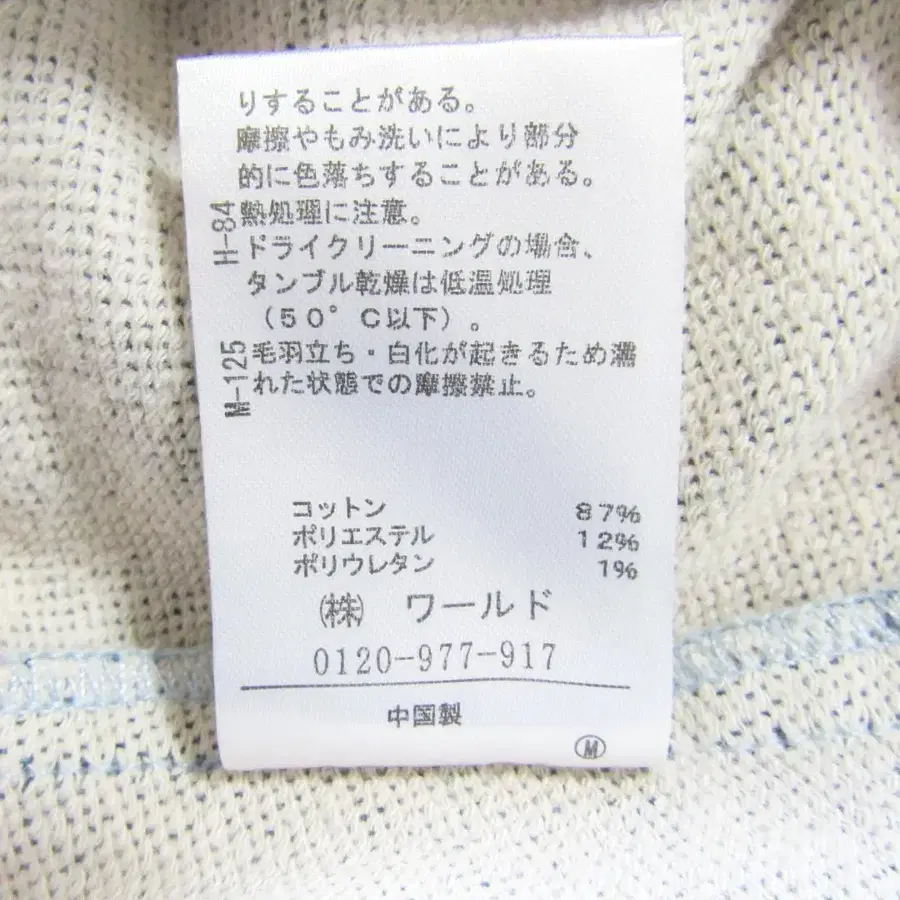 りすることがある。
摩擦やもみ洗いにより部分
的に色落ちすることがある。
H-84
熱処理に注意。
ドライクリーニングの場合、
タンブル乾燥は低温処理
(50°C以下)。
M-125
毛羽立ち・白化が起きるため濡
れた状態での摩擦禁止。
コットン 87%
ポリエステル 12%
ポリウレタン 1%
㈱ ワールド
0120-977-917
中国製
Ⓜ